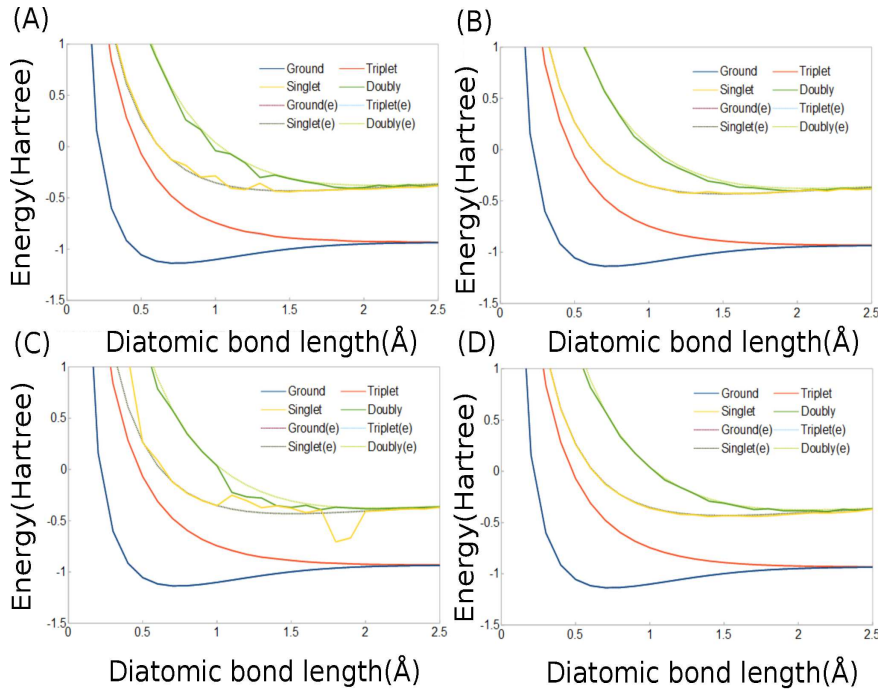 (A)
Energy(Hartree)
1
0.5
0
-0.5
-1
-1.5
Ground
Triplet
Singlet
Doubly
Ground(e)
Triplet(e)
Singlet(e)
Doubly(e)
0 0.5 1 1.5 2 2.5
Diatomic bond length(Å)
(B)
Energy(Hartree)
1
0.5
0
-0.5
-1
-1.5
Ground
Triplet
Singlet
Doubly
Ground(e)
Triplet(e)
Singlet(e)
Doubly(e)
0 0.5 1 1.5 2 2.5
Diatomic bond length(Å)
(C)
Energy(Hartree)
1
0.5
0
-0.5
-1
-1.5
Ground
Triplet
Singlet
Doubly
Ground(e)
Triplet(e)
Singlet(e)
Doubly(e)
0 0.5 1 1.5 2 2.5
Diatomic bond length(Å)
(D)
Energy(Hartree)
1
0.5
0
-0.5
-1
-1.5
Ground
Triplet
Singlet
Doubly
Ground(e)
Triplet(e)
Singlet(e)
Doubly(e)
0 0.5 1 1.5 2 2.5
Diatomic bond length(Å)